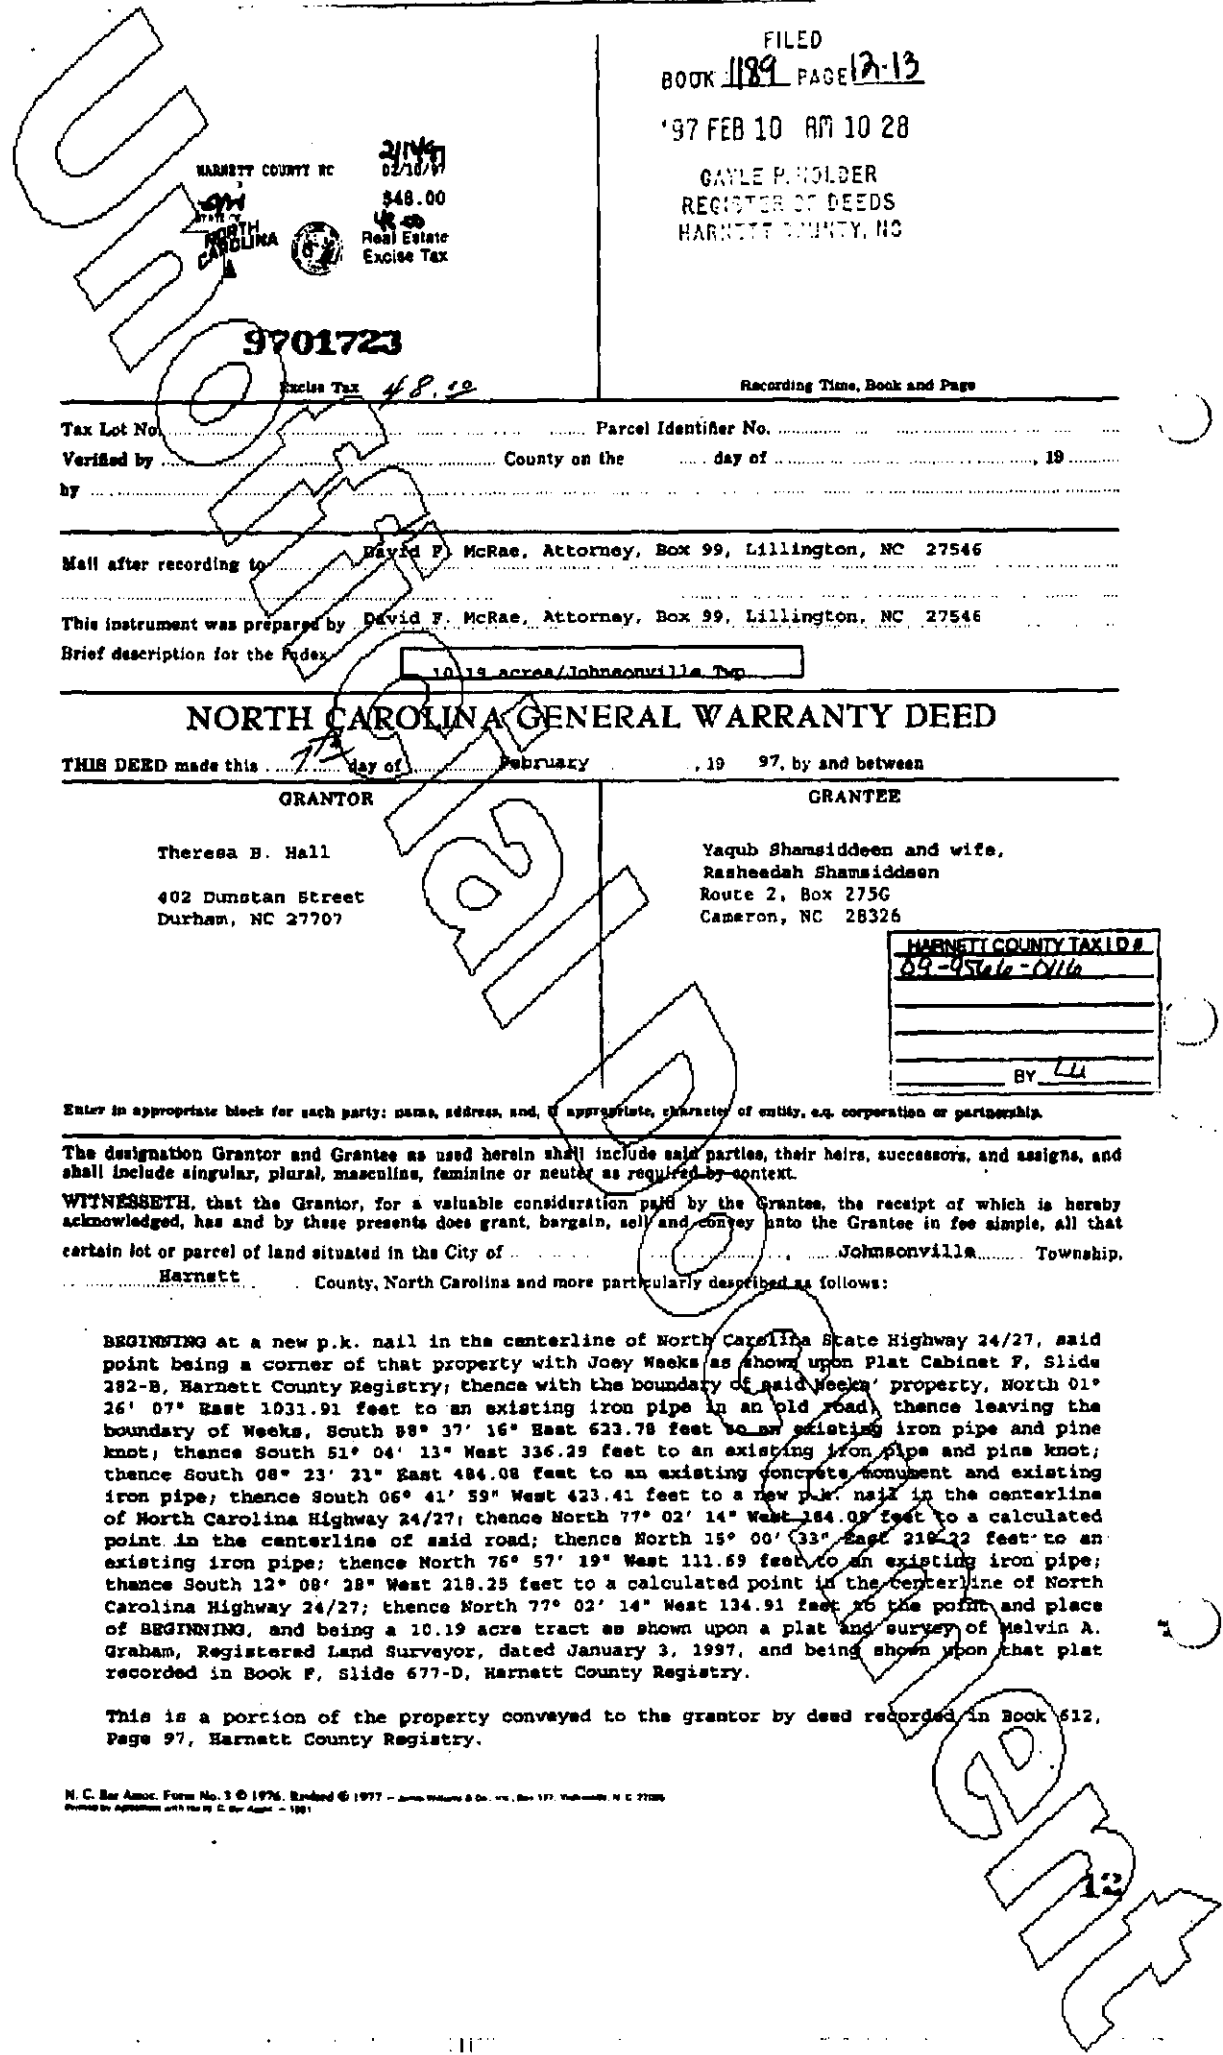 FILED
BOOK 1189 PAGE 12-13
'97 FEB 10 AM 10 28
GAYLE P. HOLDER
REGISTER OF DEEDS
HARNETT COUNTY, NC
HARNETT COUNTY NC 02/10/97
$48.00
STATE OF
NORTH
CAROLINA
48.00
Real Estate
Excise Tax
9701723
Excise Tax 48.00
Recording Time, Book and Page
Tax Lot No. Parcel Identifier No.
Verified by County on the day of , 19
by
Mail after recording to David F. McRae, Attorney, Box 99, Lillington, NC 27546
This instrument was prepared by David F. McRae, Attorney, Box 99, Lillington, NC 27546
Brief description for the Index 10.19 acres/Johnsonville Twp
NORTH CAROLINA GENERAL WARRANTY DEED
THIS DEED made this 7th day of February , 19 97, by and between
GRANTOR
GRANTEE
Theresa B. Hall
402 Dunstan Street
Durham, NC 27707
Yaqub Shamsiddeen and wife,
Rasheedah Shamsiddeen
Route 2, Box 275G
Cameron, NC 28326
HARNETT COUNTY TAX I D #
09-9566-0116
BY
Enter in appropriate block for each party: name, address, and, if appropriate, character of entity, e.q. corporation or partnership.
The designation Grantor and Grantee as used herein shall include said parties, their heirs, successors, and assigns, and
shall include singular, plural, masculine, feminine or neuter as required by context.
WITNESSETH, that the Grantor, for a valuable consideration paid by the Grantee, the receipt of which is hereby
acknowledged, has and by these presents does grant, bargain, sell and convey unto the Grantee in fee simple, all that
certain lot or parcel of land situated in the City of , Johnsonville Township,
Harnett County, North Carolina and more particularly described as follows:
BEGINNING at a new p.k. nail in the centerline of North Carolina State Highway 24/27, said
point being a corner of that property with Joey Weeks as shown upon Plat Cabinet F, Slide
282-B, Harnett County Registry; thence with the boundary of said Weeks' property, North 01°
26' 07" East 1031.91 feet to an existing iron pipe in an old road; thence leaving the
boundary of Weeks, South 88° 37' 16" East 623.78 feet to an existing iron pipe and pine
knot; thence South 51° 04' 13" West 336.29 feet to an existing iron pipe and pine knot;
thence South 08° 23' 21" East 484.08 feet to an existing concrete monument and existing
iron pipe; thence South 06° 41' 59" West 423.41 feet to a new p.k. nail in the centerline
of North Carolina Highway 24/27; thence North 77° 02' 14" West 164.09 feet to a calculated
point in the centerline of said road; thence North 15° 00' 33" East 218.22 feet to an
existing iron pipe; thence North 76° 57' 19" West 111.69 feet to an existing iron pipe;
thence South 12° 08' 28" West 218.25 feet to a calculated point in the centerline of North
Carolina Highway 24/27; thence North 77° 02' 14" West 134.91 feet to the point and place
of BEGINNING, and being a 10.19 acre tract as shown upon a plat and survey of Melvin A.
Graham, Registered Land Surveyor, dated January 3, 1997, and being shown upon that plat
recorded in Book F, Slide 677-D, Harnett County Registry.
This is a portion of the property conveyed to the grantor by deed recorded in Book 612,
Page 97, Harnett County Registry.
N. C. Bar Assoc. Form No. 3 © 1976, Revised © 1977
12
Unofficial Document